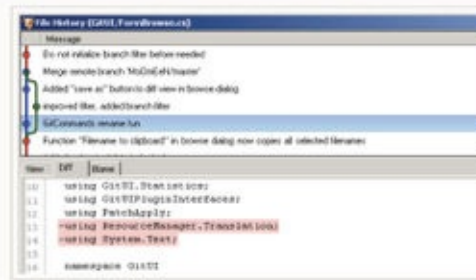 File History (GitUI/FormBrowse.cs)
Message
Do not initialize branch filter before needed
Merge remote branch
Added "save as" button to diff view in browse dialog
improved filter, added branch filter
GitCommands rename fun
Function "Filename to clipboard" in browse dialog now copies all selected filenames
View Diff Blame
10 using GitUI.Statistics;
11 using GitUIPluginInterfaces;
12 using PatchApply;
13 -using ResourceManager.Translation;
14 -using System.Text;
15
16 namespace GitUI